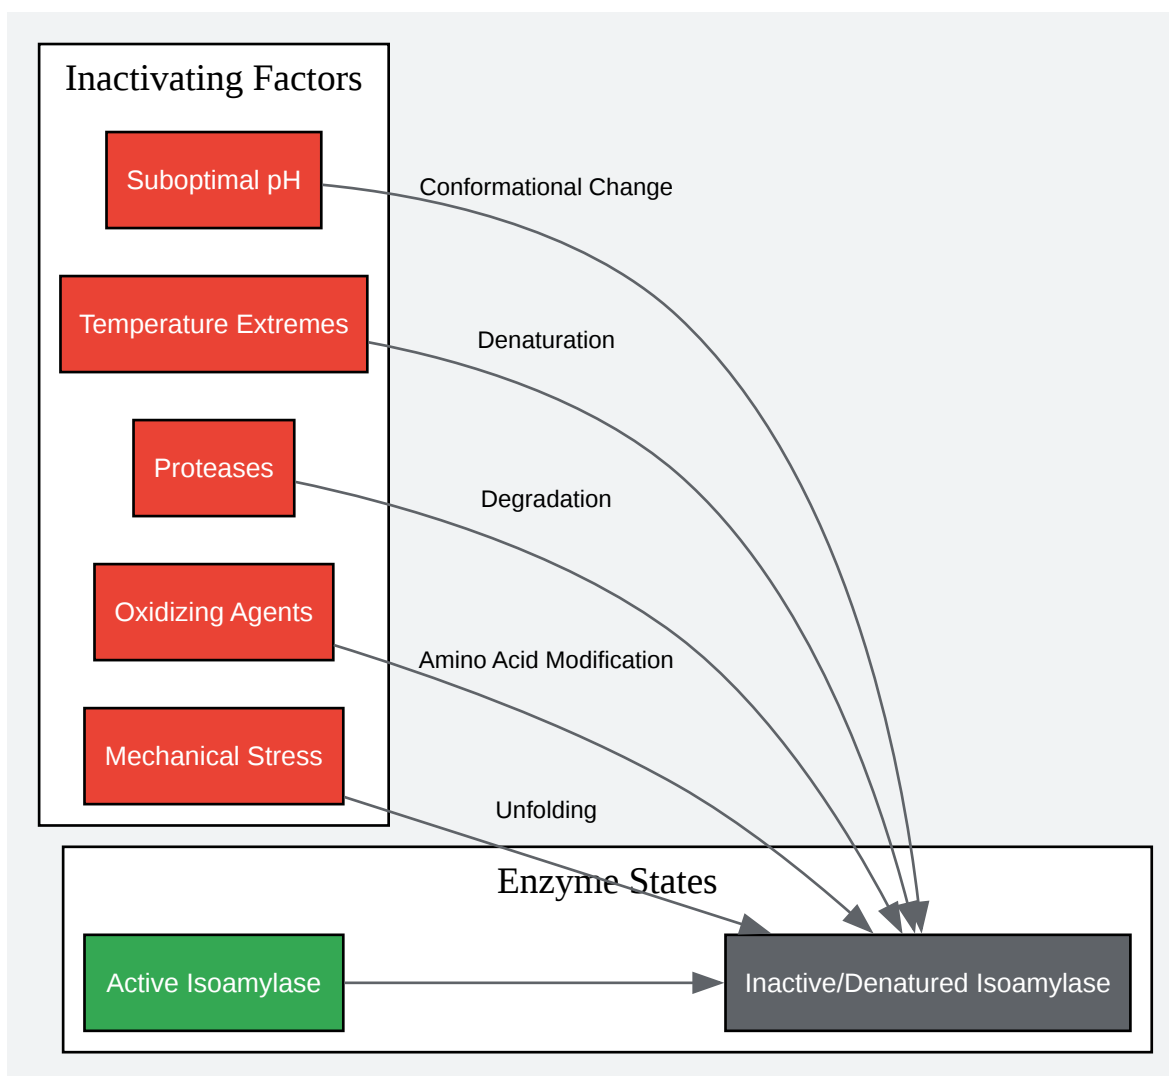 Inactivating Factors
Suboptimal pH
Conformational Change
Temperature Extremes
Denaturation
Proteases
Degradation
Oxidizing Agents
Amino Acid Modification
Mechanical Stress
Unfolding
Enzyme States
Active Isoamylase
Inactive/Denatured Isoamylase